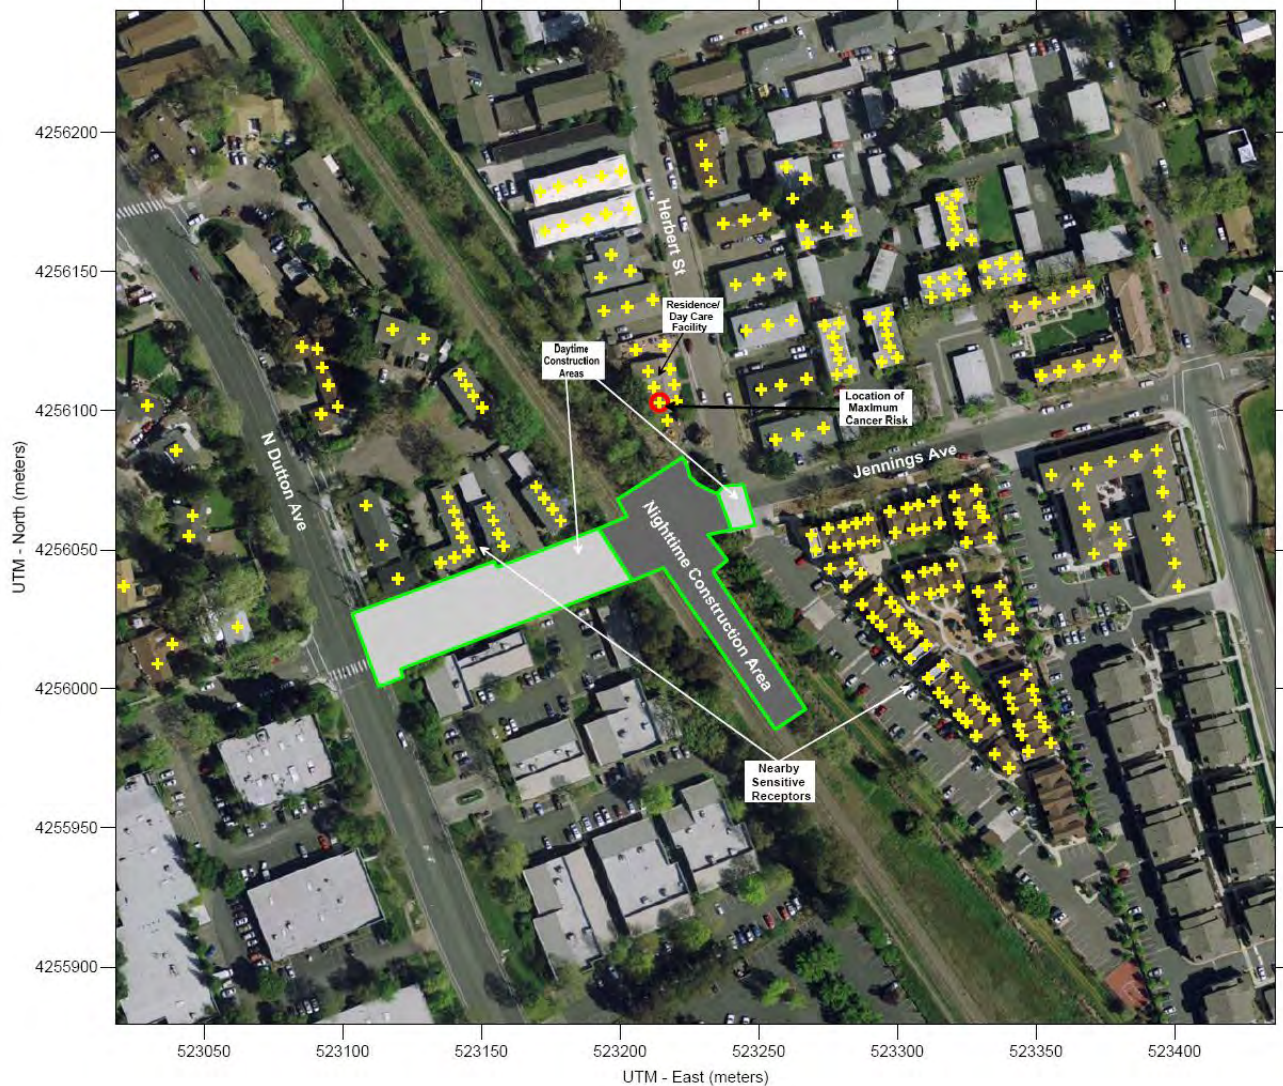 4256200
4256150
4256100
4256050
4256000
4255950
4255900
UTM - North (meters)
Herbert St
Residence/
Day Care
Facility
Daytime
Construction
Areas
Location of
Maximum
Cancer Risk
N Dutton Ave
Jennings Ave
Nighttime Construction Area
Nearby
Sensitive
Receptors
523050
523100
523150
523200
523250
523300
523350
523400
UTM - East (meters)